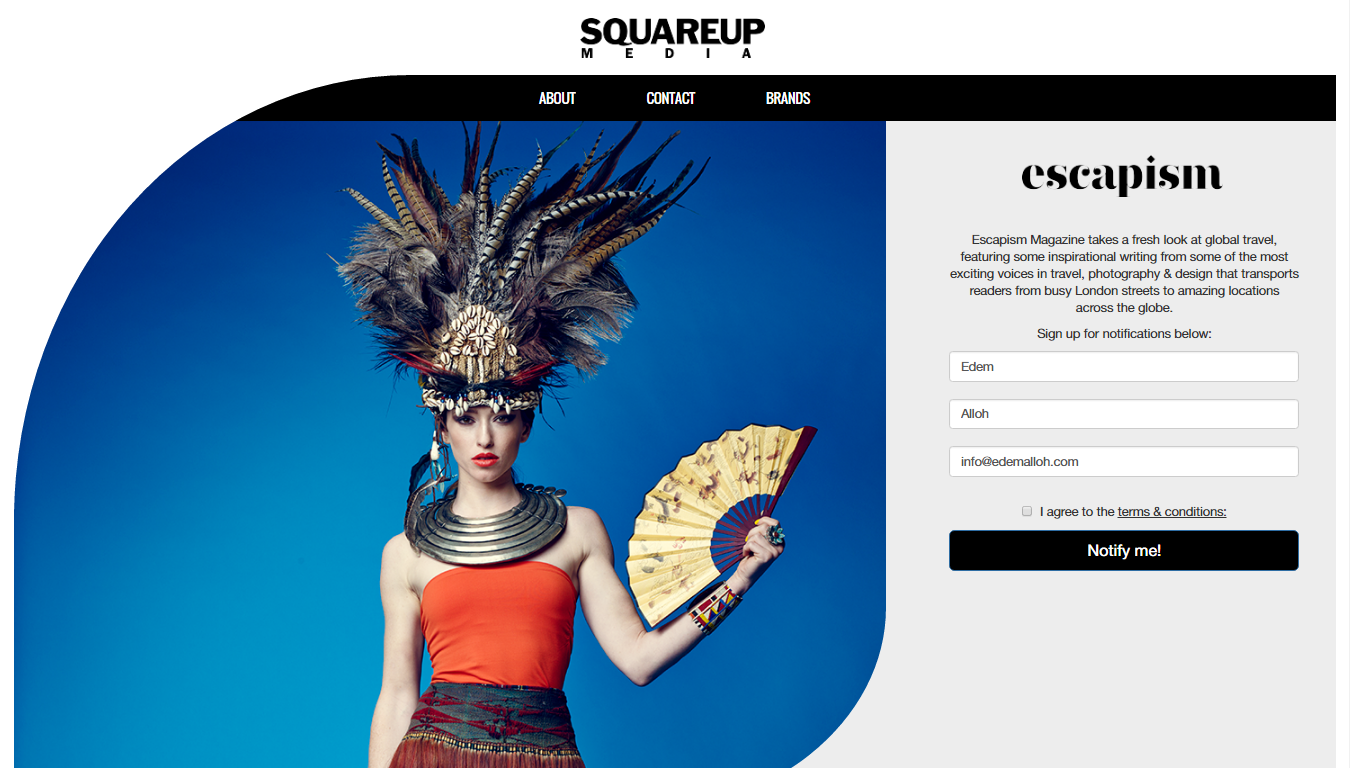 SQUAREUP
MEDIA
ABOUT CONTACT BRANDS
escapism
Escapism Magazine takes a fresh look at global travel,
featuring some inspirational writing from some of the most
exciting voices in travel, photography & design that transports
readers from busy London streets to amazing locations
across the globe.
Sign up for notifications below:
Edem
Alloh
info@edemalloh.com
I agree to the terms & conditions:
Notify me!